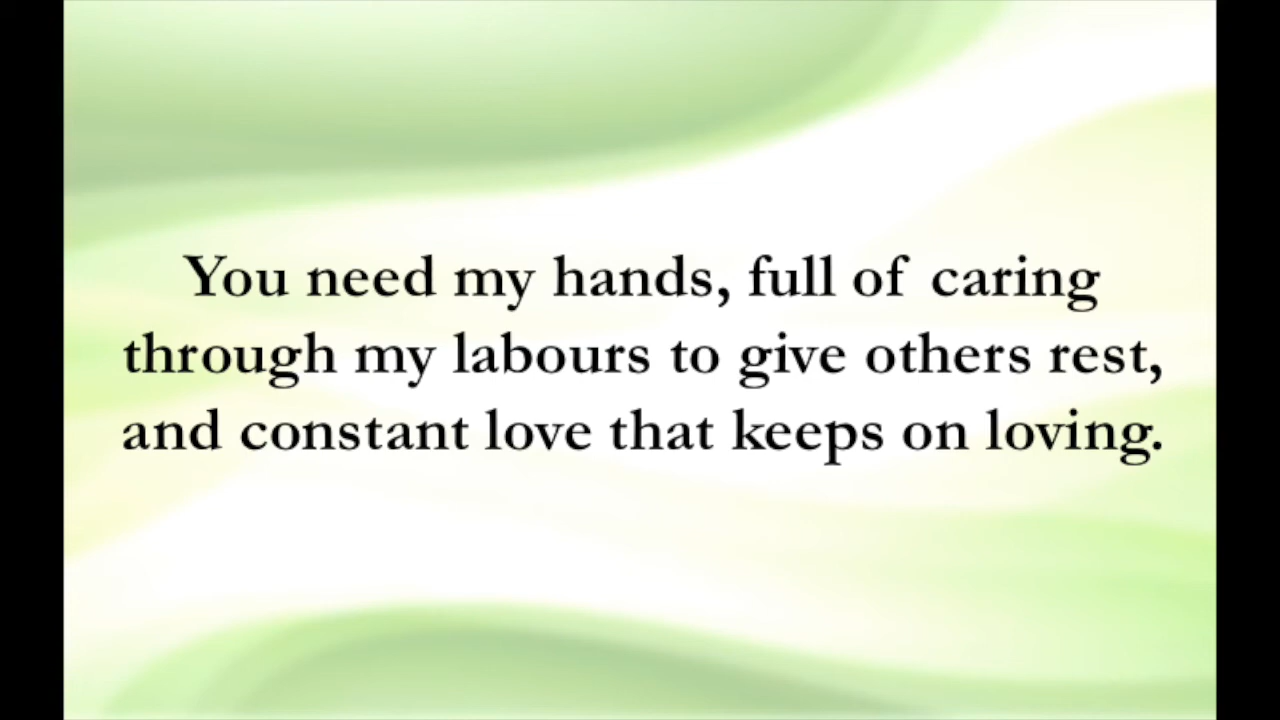 You need my hands, full of caring
through my labours to give others rest,
and constant love that keeps on loving.